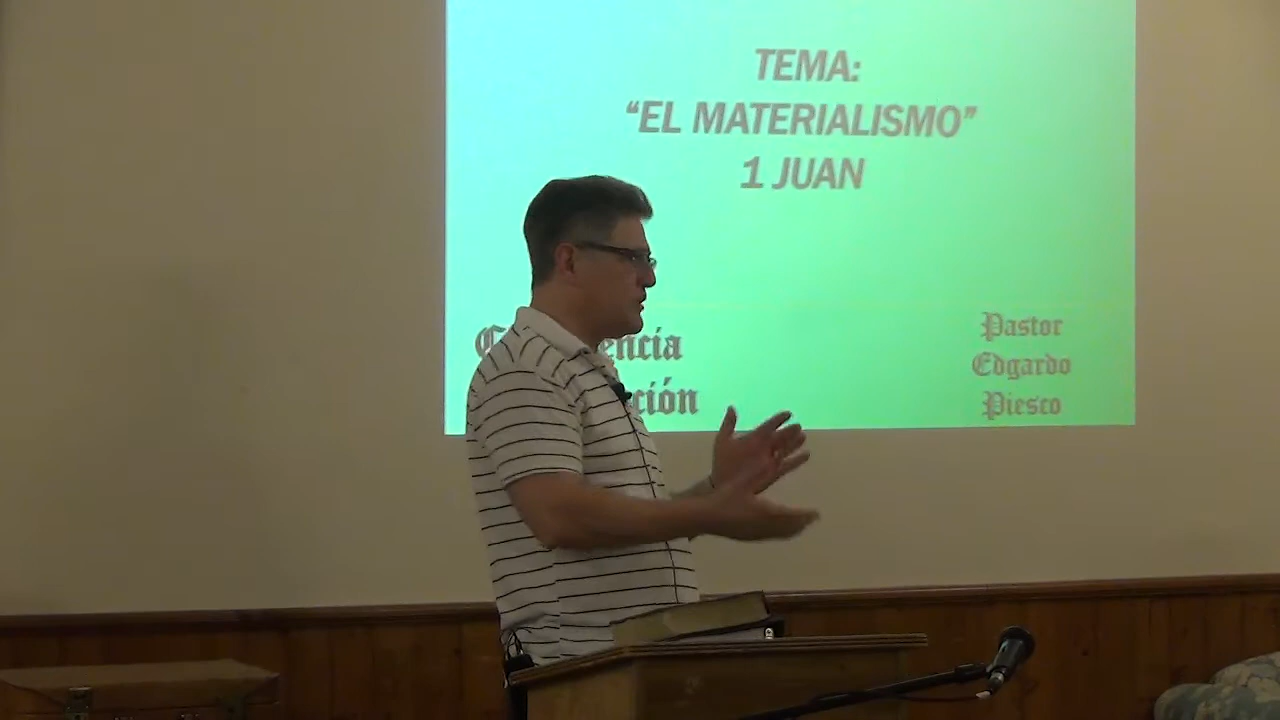 TEMA:
“EL MATERIALISMO”
1 JUAN
Pastor
Edgardo
Piesco